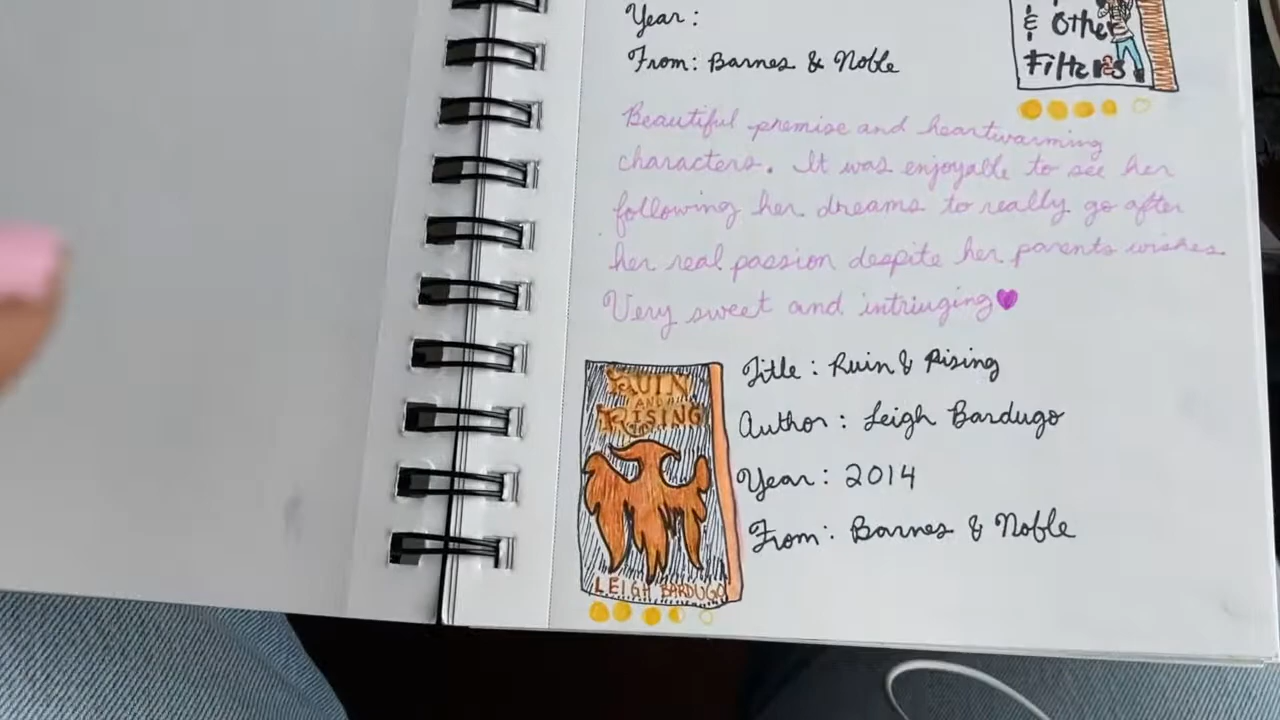 Year:
From: Barnes & Noble
& Other
Filters
Beautiful premise and heartwarming
characters. It was enjoyable to see her
following her dreams to really go after
her real passion despite her parents wishes
Very sweet and intriuging
RUIN
AND
RISING
LEIGH BARDUGO
Title: Ruin & Rising
Author: Leigh Bardugo
Year: 2014
From: Barnes & Noble